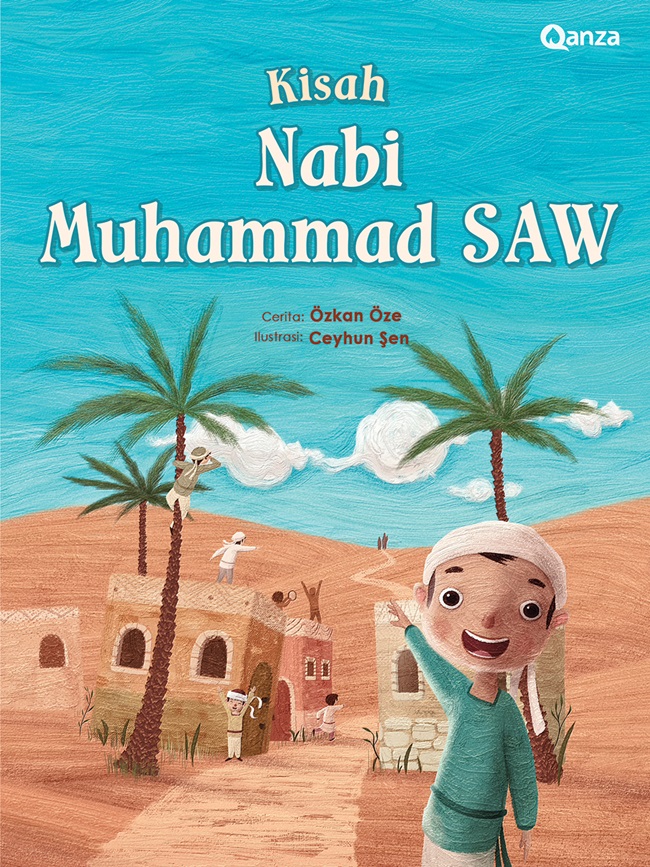 Qanza
Kisah
Nabi
Muhammad SAW
Cerita: Özkan Öze
Ilustrasi: Ceyhun Şen